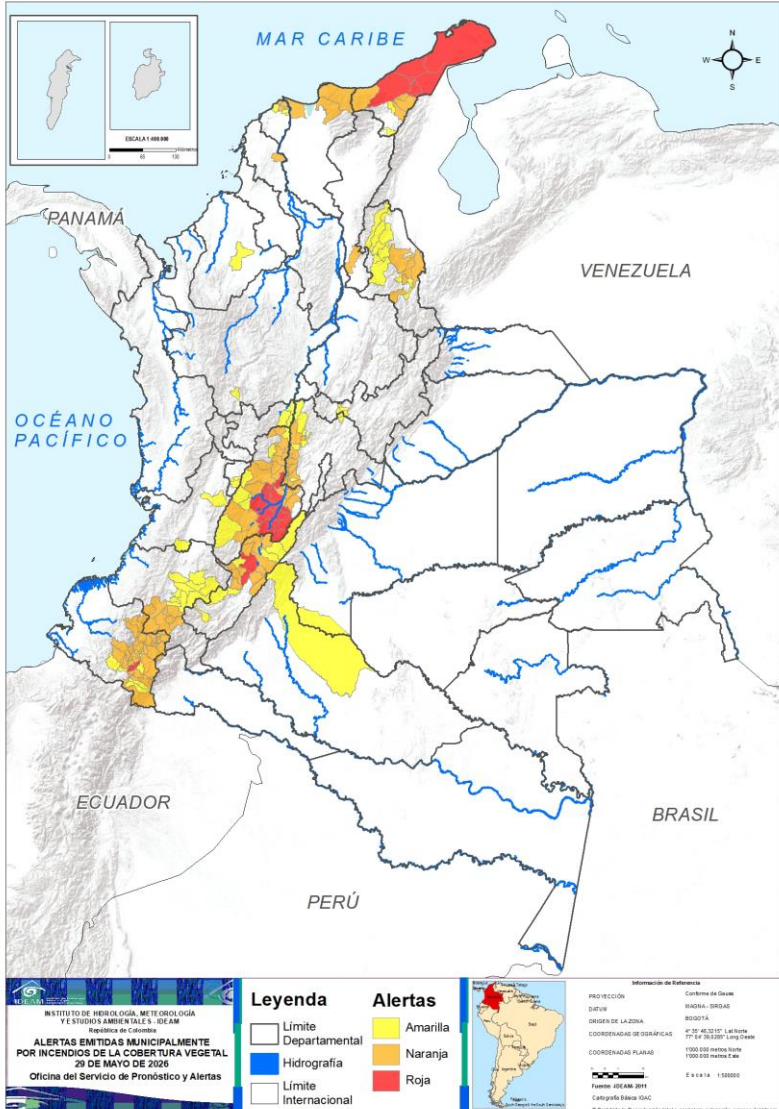 MAR CARIBE
N
W
E
S
ESCALA 1:400.000
0
65
130
PANAMÁ
VENEZUELA
OCÉANO
PACÍFICO
ECUADOR
BRASIL
PERÚ
IDEAM
INSTITUTO DE HIDROLOGÍA, METEOROLOGÍA
Y ESTUDIOS AMBIENTALES - IDEAM
República de Colombia
ALERTAS EMITIDAS MUNICIPALMENTE
POR INCENDIOS DE LA COBERTURA VEGETAL
29 DE MAYO DE 2026
Oficina del Servicio de Pronóstico y Alertas
Leyenda
Límite
Departamental
Hidrografía
Límite
Internacional
Alertas
Amarilla
Naranja
Roja
Información de Referencia
PROYECCIÓN
Conforme de Gauss
DATUM
MAGNA - SIRGAS
ORIGEN DE LA ZONA
BOGOTÁ
COORDENADAS GEOGRÁFICAS
COORDENADAS PLANAS
1'000.000 metros Norte
1'000.000 metros Este
Escala
Fuente: IDEAM 2011
Cartografía Básica IGAC